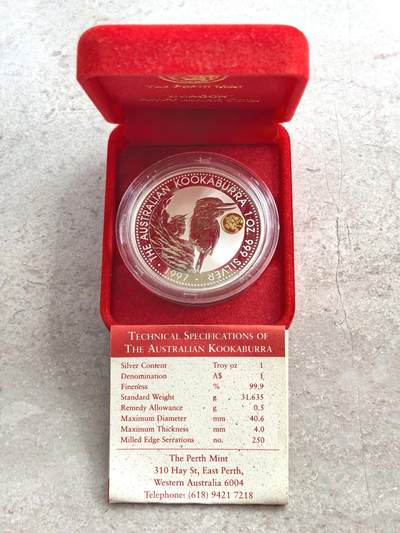 THE PERTH MINT
THE AUSTRALIAN KOOKABURRA 1 OZ. 999 SILVER
1997
TECHNICAL SPECIFICATIONS OF
THE AUSTRALIAN KOOKABURRA
Silver Content Troy oz 1
Denomination A$ 1
Fineness % 99.9
Standard Weight g 31.635
Remedy Allowance g 0.5
Maximum Diameter mm 40.6
Maximum Thickness mm 4.0
Milled Edge Serrations no. 250
The Perth Mint
310 Hay St, East Perth,
Western Australia 6004
Telephone: (618) 9421 7218